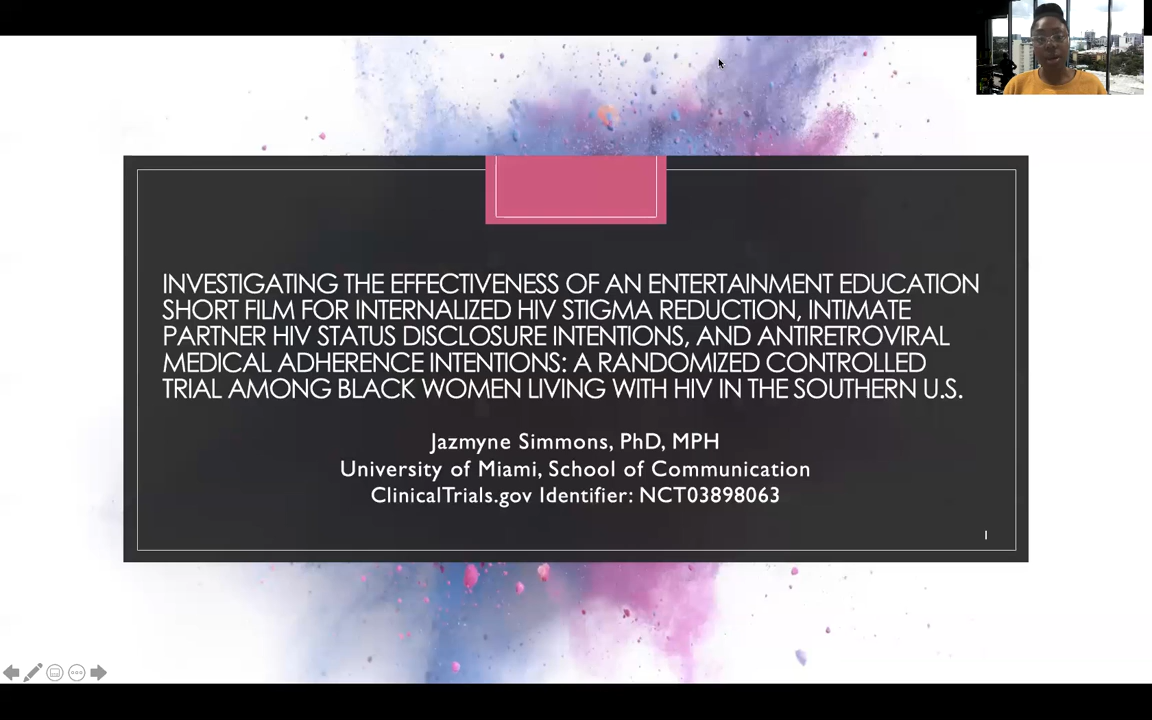 INVESTIGATING THE EFFECTIVENESS OF AN ENTERTAINMENT EDUCATION
SHORT FILM FOR INTERNALIZED HIV STIGMA REDUCTION, INTIMATE
PARTNER HIV STATUS DISCLOSURE INTENTIONS, AND ANTIRETROVIRAL
MEDICAL ADHERENCE INTENTIONS: A RANDOMIZED CONTROLLED
TRIAL AMONG BLACK WOMEN LIVING WITH HIV IN THE SOUTHERN U.S.
Jazmyne Simmons, PhD, MPH
University of Miami, School of Communication
ClinicalTrials.gov Identifier: NCT03898063
1